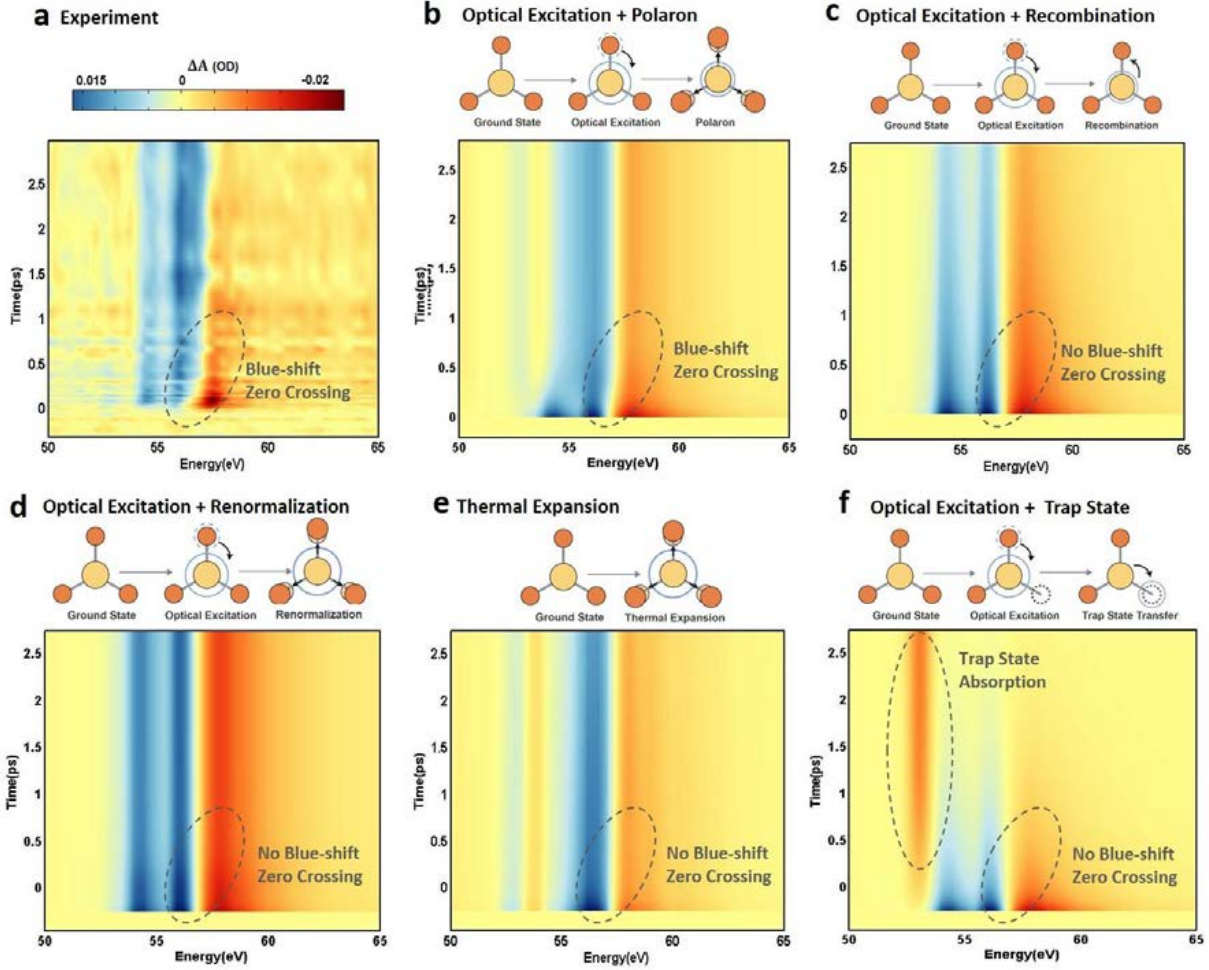 a Experiment
ΔA (OD)
0.015 0 -0.02
2.5
2
1.5
1
0.5
0
Time(ps)
50 55 60 65
Energy(eV)
Blue-shift
Zero Crossing
b Optical Excitation + Polaron
Ground State Optical Excitation Polaron
2.5
2
1.5
1
0.5
0
Time(ps)
50 55 60 65
Energy(eV)
Blue-shift
Zero Crossing
c Optical Excitation + Recombination
Ground State Optical Excitation Recombination
2.5
2
1.5
1
0.5
0
Time(ps)
50 55 60 65
Energy(eV)
No Blue-shift
Zero Crossing
d Optical Excitation + Renormalization
Ground State Optical Excitation Renormalization
2.5
2
1.5
1
0.5
0
Time(ps)
50 55 60 65
Energy(eV)
No Blue-shift
Zero Crossing
e Thermal Expansion
Ground State Thermal Expansion
2.5
2
1.5
1
0.5
0
Time(ps)
50 55 60 65
Energy(eV)
No Blue-shift
Zero Crossing
f Optical Excitation + Trap State
Ground State Optical Excitation Trap State Transfer
2.5
2
1.5
1
0.5
0
Time(ps)
50 55 60 65
Energy(eV)
Trap State
Absorption
No Blue-shift
Zero Crossing